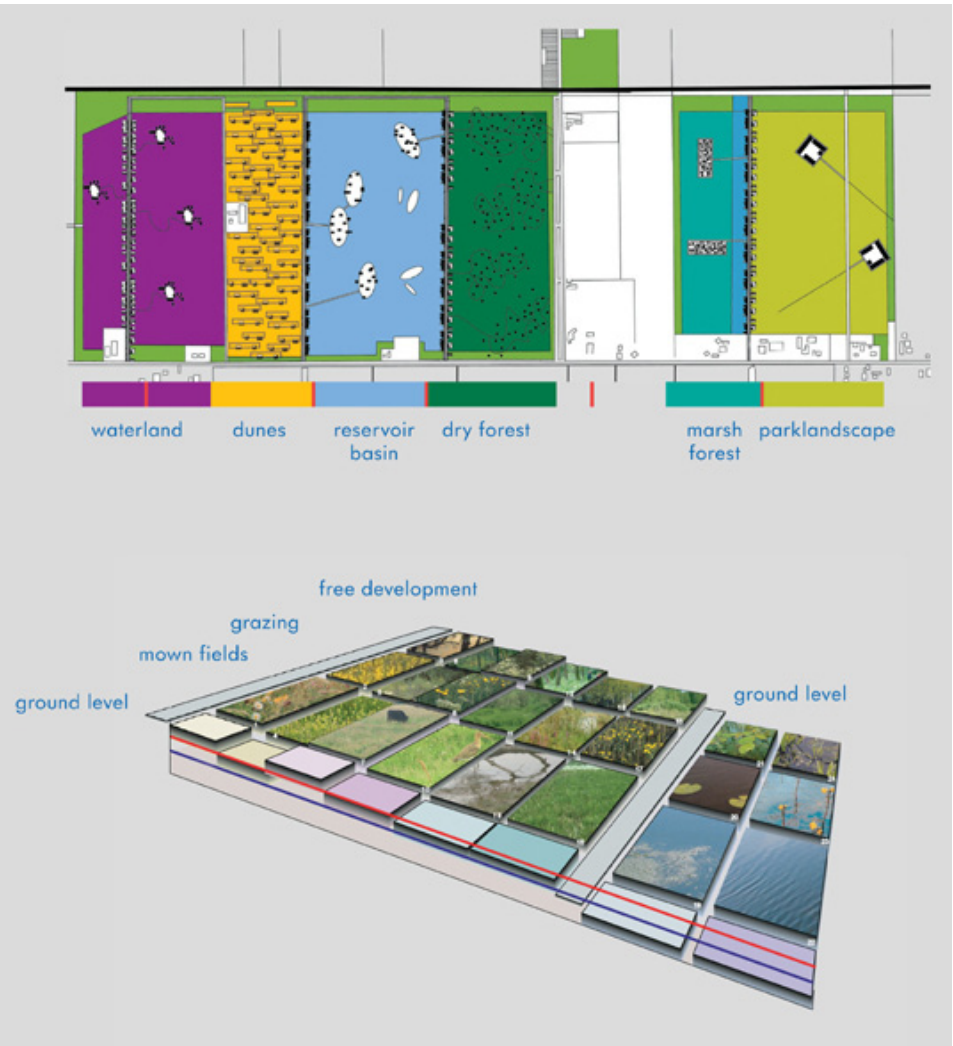 waterland
dunes
reservoir
basin
dry forest
marsh
forest
parklandscape
free development
grazing
mown fields
ground level
ground level